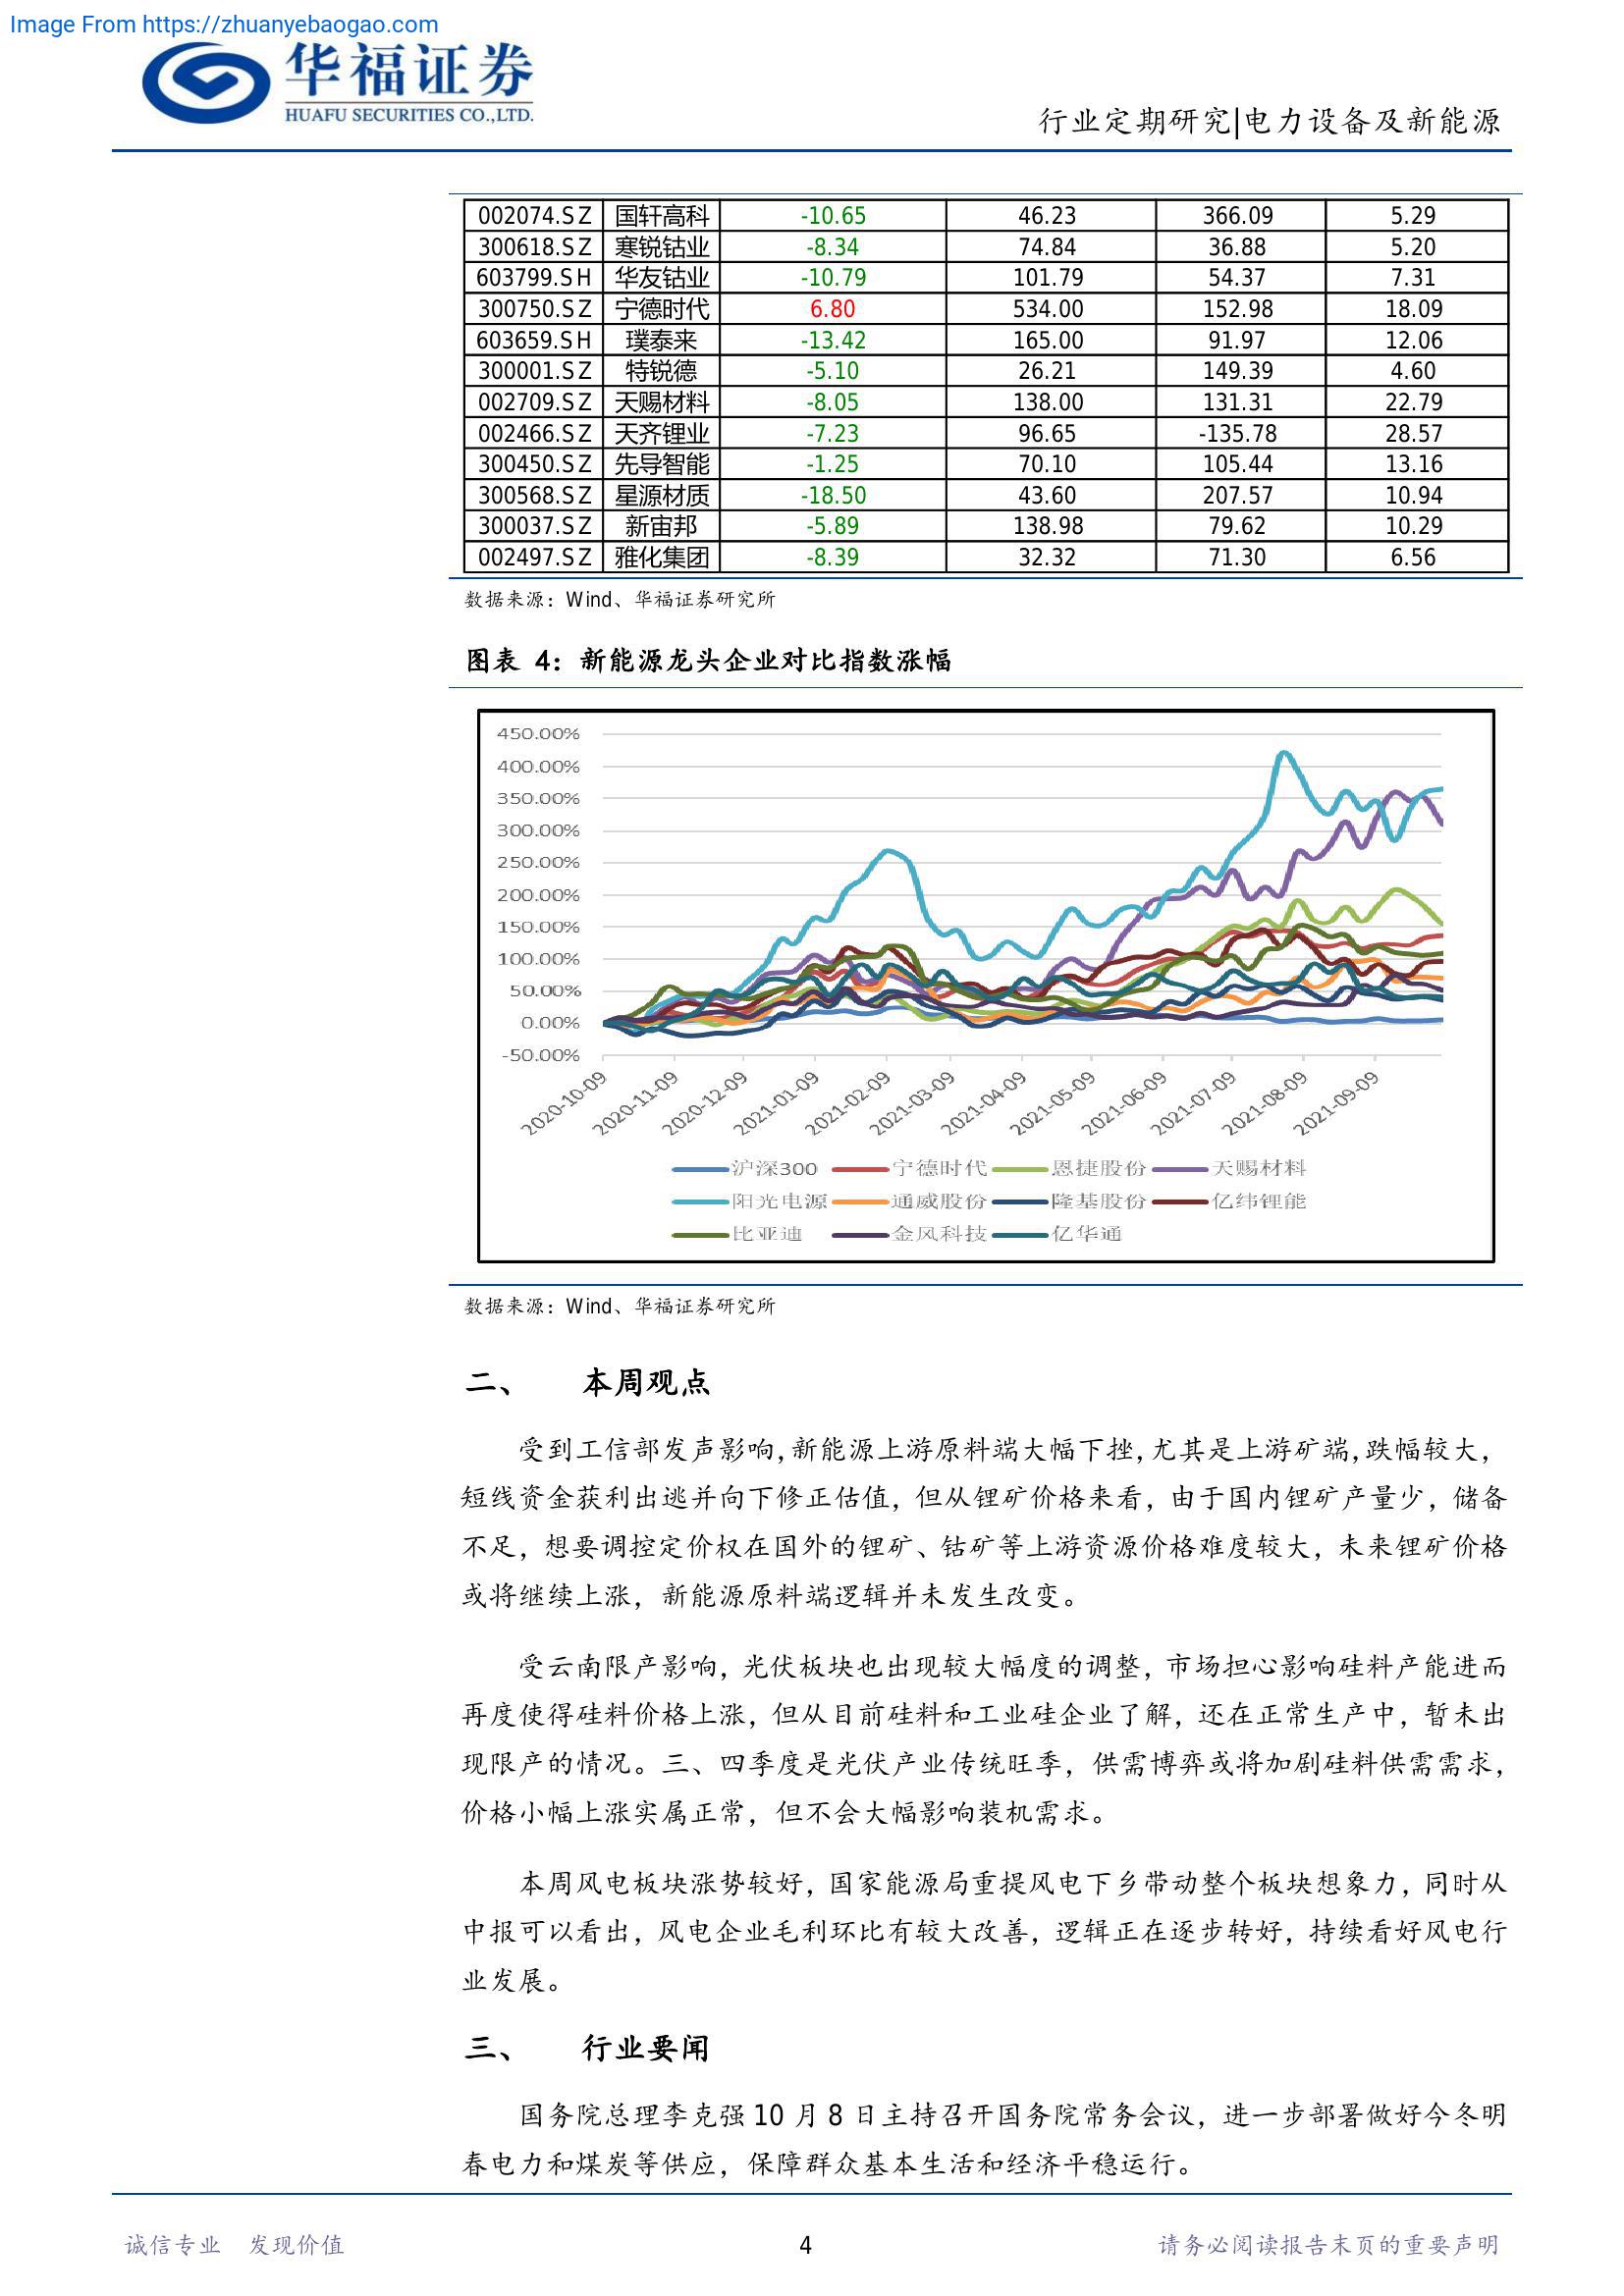 Image From https://zhuanyebaogao.com
华福证券
HUAFU SECURITIES CO.,LTD.
行业定期研究|电力设备及新能源
002074.SZ 国轩高科 -10.65 46.23 366.09 5.29
300618.SZ 寒锐钴业 -8.34 74.84 36.88 5.20
603799.SH 华友钴业 -10.79 101.79 54.37 7.31
300750.SZ 宁德时代 6.80 534.00 152.98 18.09
603659.SH 璞泰来 -13.42 165.00 91.97 12.06
300001.SZ 特锐德 -5.10 26.21 149.39 4.60
002709.SZ 天赐材料 -8.05 138.00 131.31 22.79
002466.SZ 天齐锂业 -7.23 96.65 -135.78 28.57
300450.SZ 先导智能 -1.25 70.10 105.44 13.16
300568.SZ 星源材质 -18.50 43.60 207.57 10.94
300037.SZ 新宙邦 -5.89 138.98 79.62 10.29
002497.SZ 雅化集团 -8.39 32.32 71.30 6.56
数据来源：Wind、华福证券研究所
图表 4：新能源龙头企业对比指数涨幅
450.00%
400.00%
350.00%
300.00%
250.00%
200.00%
150.00%
100.00%
50.00%
0.00%
-50.00%
2020-10-09 2020-11-09 2020-12-09 2021-01-09 2021-02-09 2021-03-09 2021-04-09 2021-05-09 2021-06-09 2021-07-09 2021-08-09 2021-09-09
沪深300 宁德时代 恩捷股份 天赐材料
阳光电源 通威股份 隆基股份 亿纬锂能
比亚迪 金风科技 亿华通
数据来源：Wind、华福证券研究所
二、 本周观点
受到工信部发声影响,新能源上游原料端大幅下挫,尤其是上游矿端,跌幅较大，
短线资金获利出逃并向下修正估值，但从锂矿价格来看，由于国内锂矿产量少，储备
不足，想要调控定价权在国外的锂矿、钴矿等上游资源价格难度较大，未来锂矿价格
或将继续上涨，新能源原料端逻辑并未发生改变。
受云南限产影响，光伏板块也出现较大幅度的调整，市场担心影响硅料产能进而
再度使得硅料价格上涨，但从目前硅料和工业硅企业了解，还在正常生产中，暂未出
现限产的情况。三、四季度是光伏产业传统旺季，供需博弈或将加剧硅料供需需求，
价格小幅上涨实属正常，但不会大幅影响装机需求。
本周风电板块涨势较好，国家能源局重提风电下乡带动整个板块想象力，同时从
中报可以看出，风电企业毛利环比有较大改善，逻辑正在逐步转好，持续看好风电行
业发展。
三、 行业要闻
国务院总理李克强 10 月 8 日主持召开国务院常务会议，进一步部署做好今冬明
春电力和煤炭等供应，保障群众基本生活和经济平稳运行。
诚信专业 发现价值 4 请务必阅读报告末页的重要声明